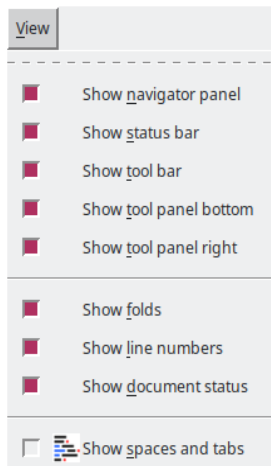 View
Show navigator panel
Show status bar
Show tool bar
Show tool panel bottom
Show tool panel right
Show folds
Show line numbers
Show document status
Show spaces and tabs